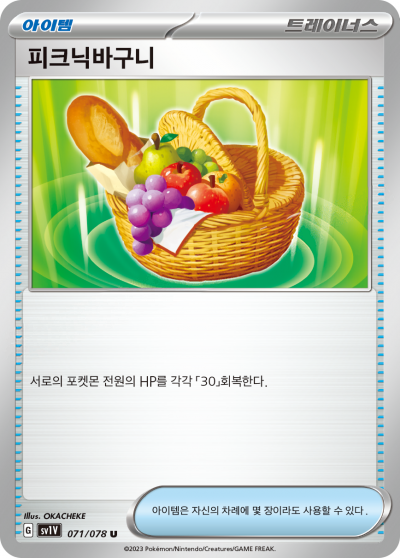 아이템 트레이너스
피크닉바구니
서로의 포켓몬 전원의 HP를 각각 「30」회복한다.
Illus. OKACHEKE
G SV1V 071/078 U
아이템은 자신의 차례에 몇 장이라도 사용할 수 있다.
©2023 Pokémon/Nintendo/Creatures/GAME FREAK.